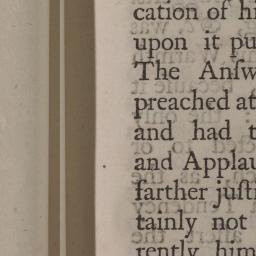 cation of hi
upon it pu
The Anſw
preached at
and had t
and Applau
farther juſti
tainly not
rently him